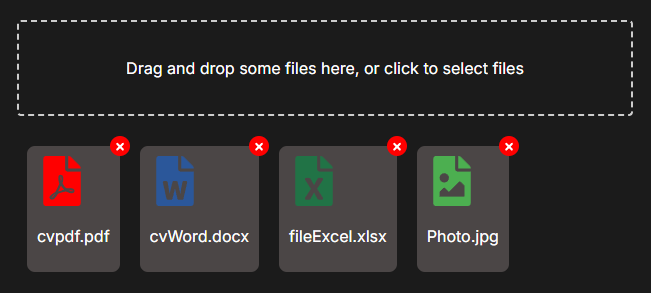 Drag and drop some files here, or click to select files
W
X
cvpdf.pdf
cvWord.docx
fileExcel.xlsx
Photo.jpg